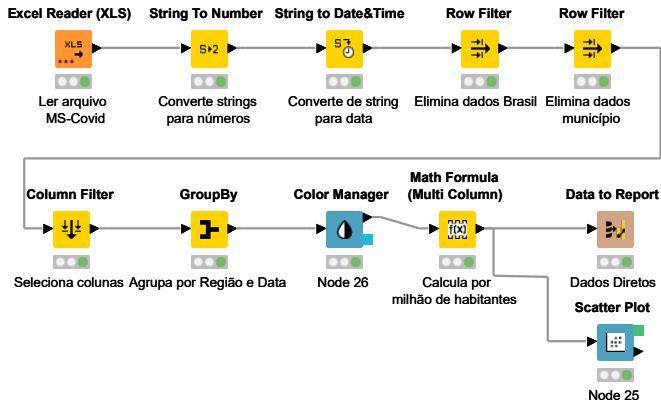 Excel Reader (XLS)
String To Number
String to Date&Time
Row Filter
Row Filter
XLS
S 2
S
Ler arquivo
MS-Covid
Converte strings
para números
Converte de string
para data
Elimina dados Brasil
Elimina dados
município
Column Filter
GroupBy
Color Manager
Math Formula
(Multi Column)
Data to Report
f(x)
Seleciona colunas
Agrupa por Região e Data
Node 26
Calcula por
milhão de habitantes
Dados Diretos
Scatter Plot
Node 25